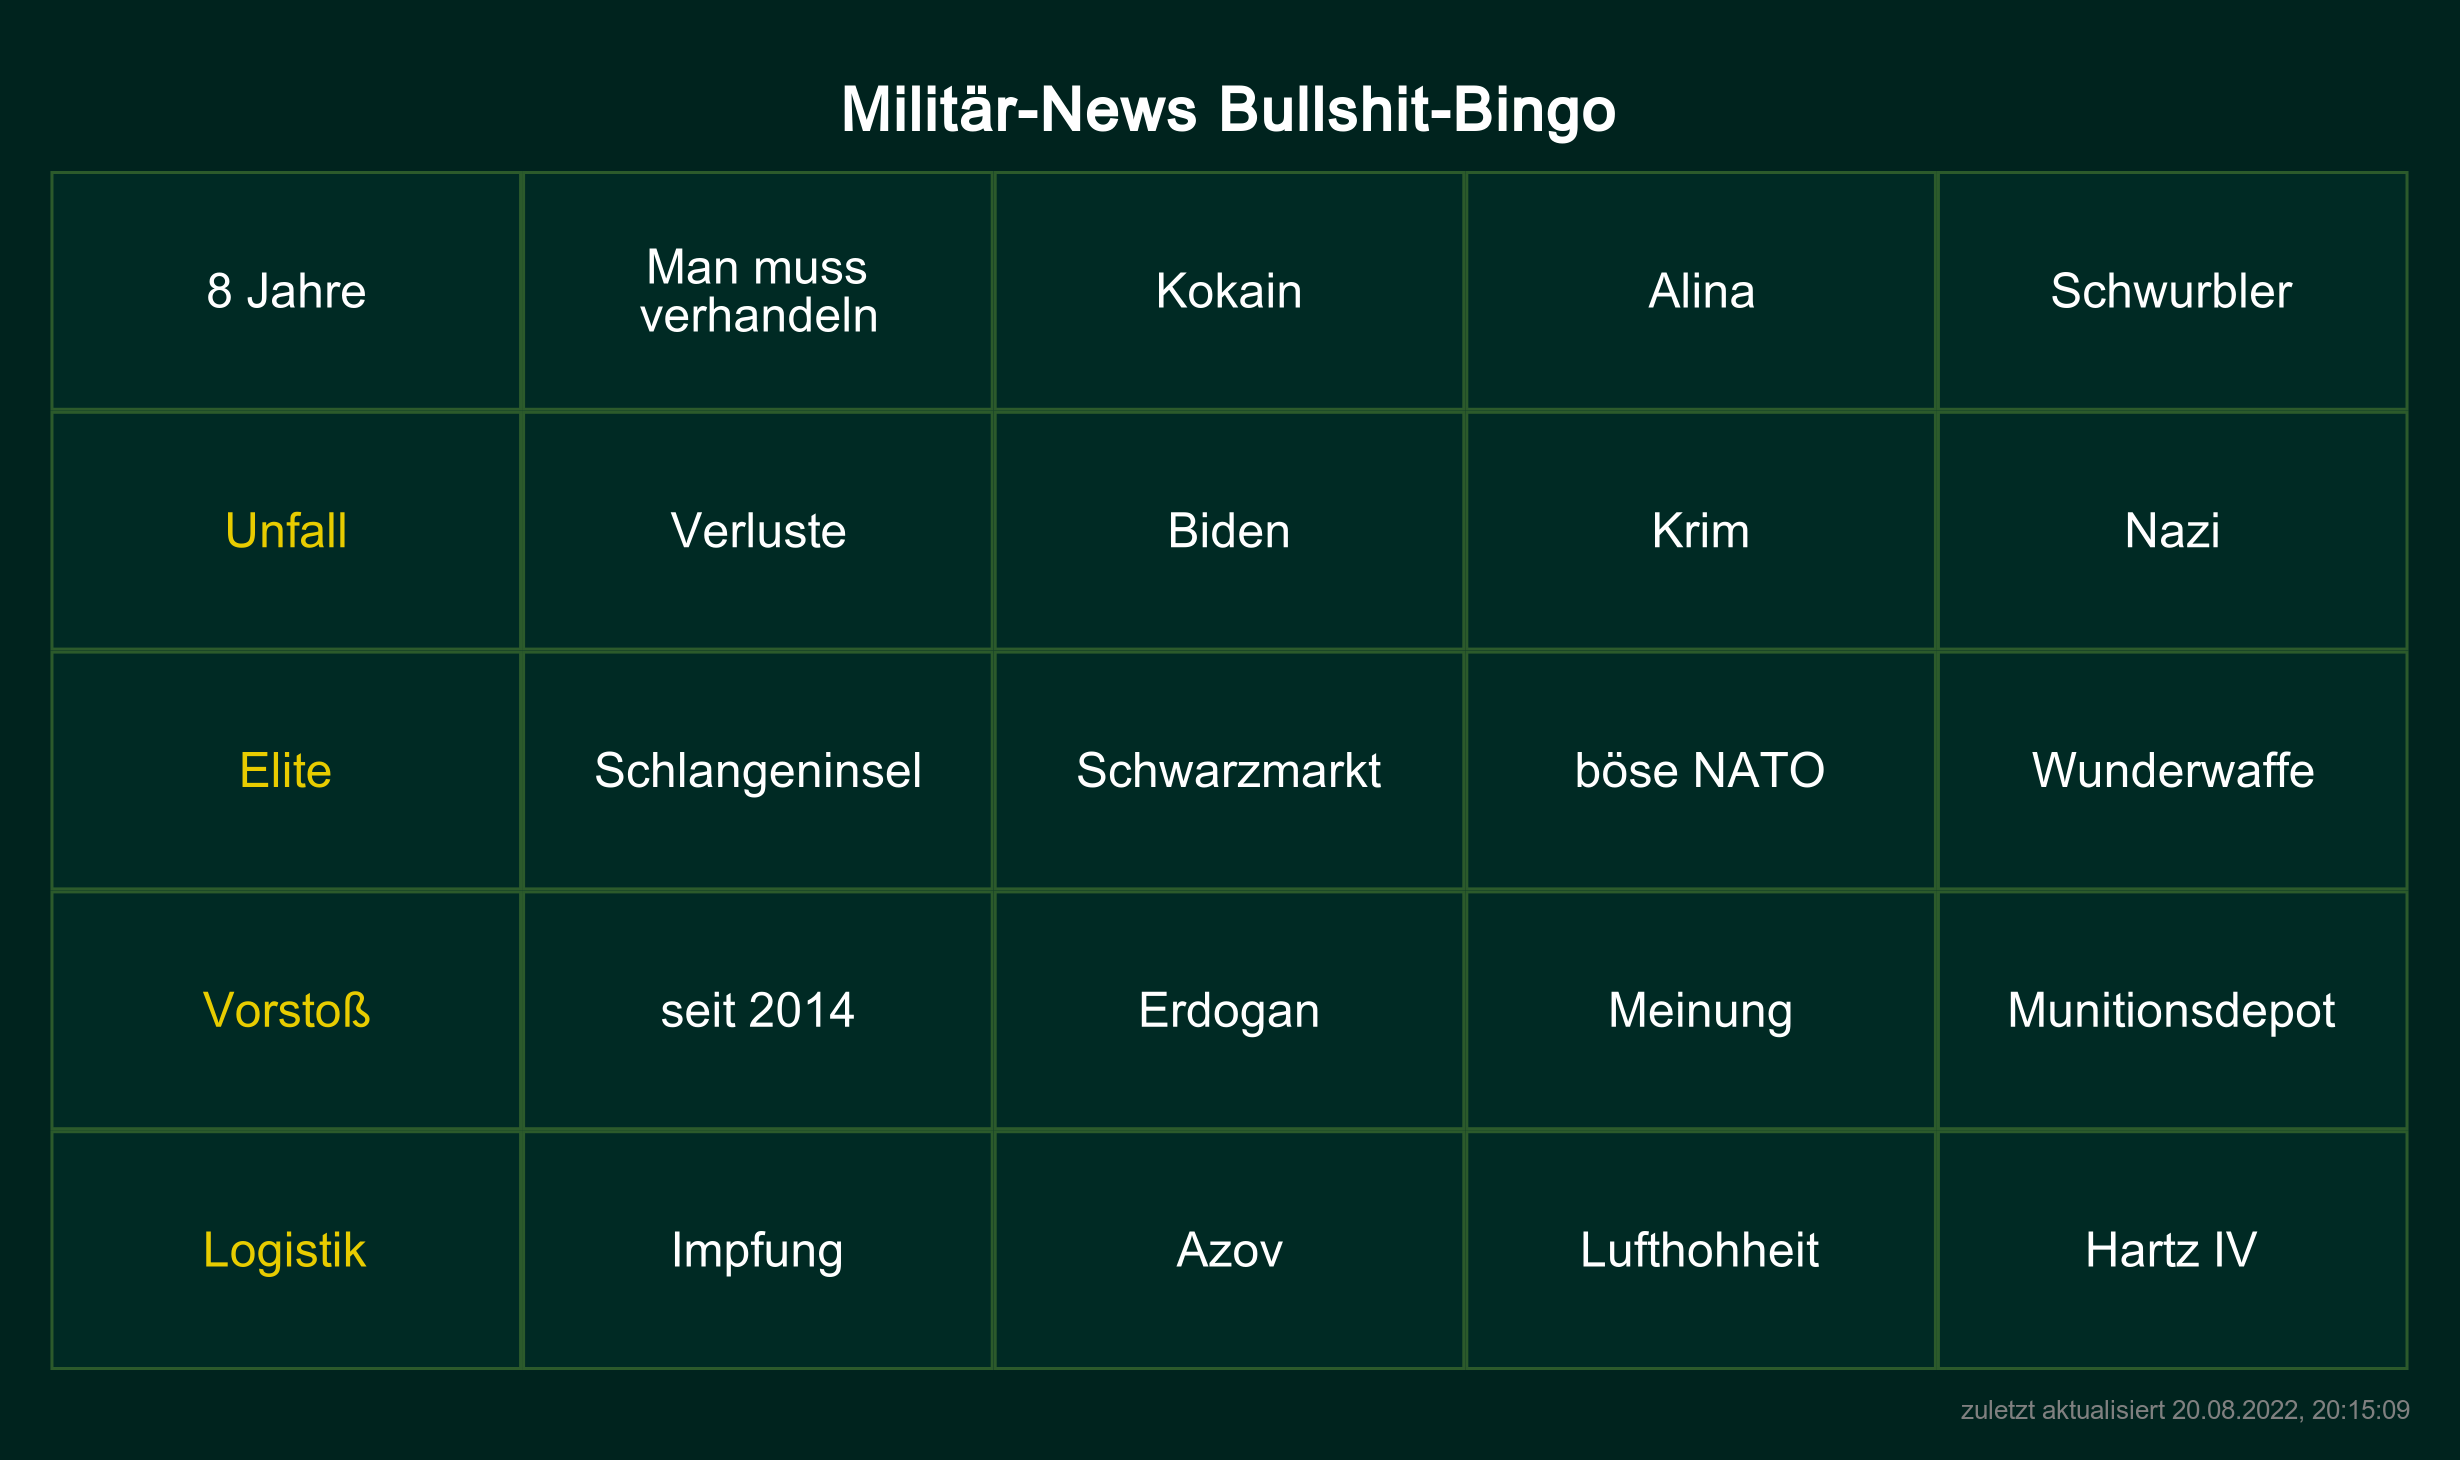 Militär-News Bullshit-Bingo
8 Jahre
Man muss
verhandeln
Kokain
Alina
Schwurbler
Unfall
Verluste
Biden
Krim
Nazi
Elite
Schlangeninsel
Schwarzmarkt
böse NATO
Wunderwaffe
Vorstoß
seit 2014
Erdogan
Meinung
Munitionsdepot
Logistik
Impfung
Azov
Lufthohheit
Hartz IV
zuletzt aktualisiert 20.08.2022, 20:15:09